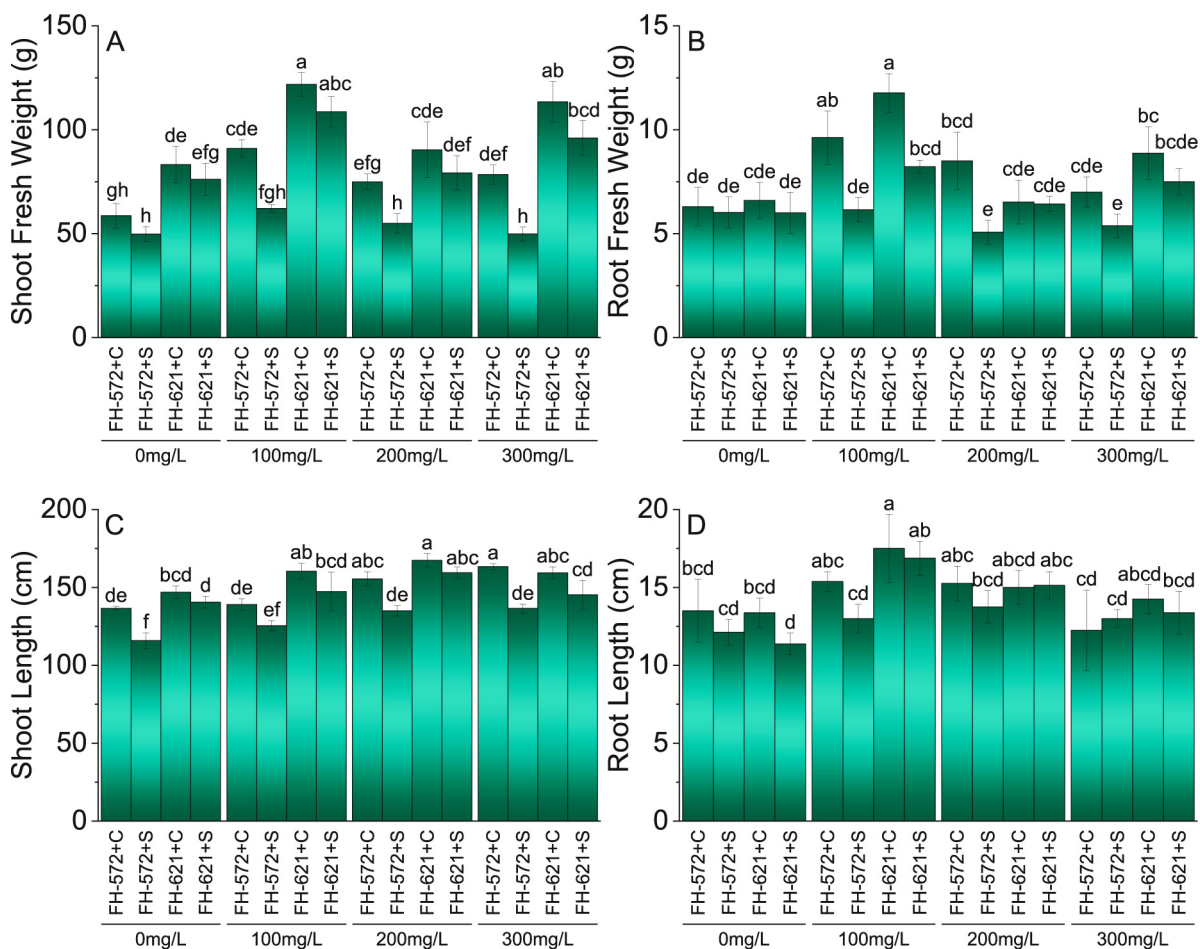 A
Shoot Fresh Weight (g)
150
100
50
0
gh
h
de
efg
cde
fgh
a
abc
efg
h
cde
def
def
h
ab
bcd
FH-572+C
FH-572+S
FH-621+C
FH-621+S
FH-572+C
FH-572+S
FH-621+C
FH-621+S
FH-572+C
FH-572+S
FH-621+C
FH-621+S
FH-572+C
FH-572+S
FH-621+C
FH-621+S
0mg/L
100mg/L
200mg/L
300mg/L
B
Root Fresh Weight (g)
15
10
5
0
de
de
cde
de
ab
de
a
bcd
bcd
e
cde
cde
cde
e
bc
bcde
FH-572+C
FH-572+S
FH-621+C
FH-621+S
FH-572+C
FH-572+S
FH-621+C
FH-621+S
FH-572+C
FH-572+S
FH-621+C
FH-621+S
FH-572+C
FH-572+S
FH-621+C
FH-621+S
0mg/L
100mg/L
200mg/L
300mg/L
C
Shoot Length (cm)
200
150
100
50
0
de
f
bcd
d
de
ef
ab
bcd
abc
de
a
abc
a
de
abc
cd
FH-572+C
FH-572+S
FH-621+C
FH-621+S
FH-572+C
FH-572+S
FH-621+C
FH-621+S
FH-572+C
FH-572+S
FH-621+C
FH-621+S
FH-572+C
FH-572+S
FH-621+C
FH-621+S
0mg/L
100mg/L
200mg/L
300mg/L
D
Root Length (cm)
20
15
10
5
0
bcd
cd
bcd
d
abc
cd
a
ab
abc
bcd
abcd
abc
cd
cd
abcd
bcd
FH-572+C
FH-572+S
FH-621+C
FH-621+S
FH-572+C
FH-572+S
FH-621+C
FH-621+S
FH-572+C
FH-572+S
FH-621+C
FH-621+S
FH-572+C
FH-572+S
FH-621+C
FH-621+S
0mg/L
100mg/L
200mg/L
300mg/L